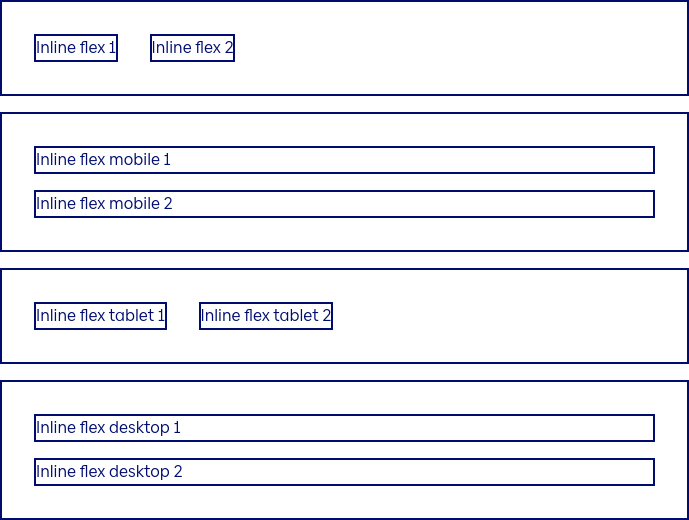 Inline flex 1 Inline flex 2
Inline flex mobile 1
Inline flex mobile 2
Inline flex tablet 1 Inline flex tablet 2
Inline flex desktop 1
Inline flex desktop 2